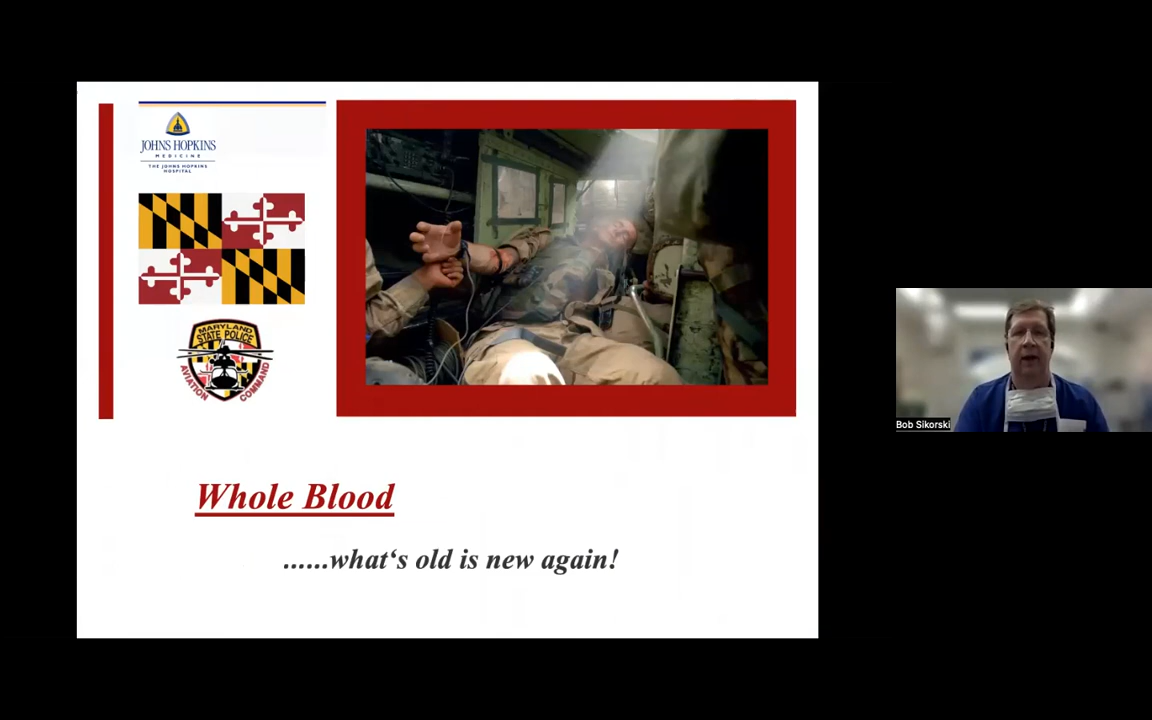 JOHNS HOPKINS
MEDICINE
THE JOHNS HOPKINS
HOSPITAL
MARYLAND
STATE POLICE
AVIATION COMMAND
Whole Blood
......what‘s old is new again!
Bob Sikorski